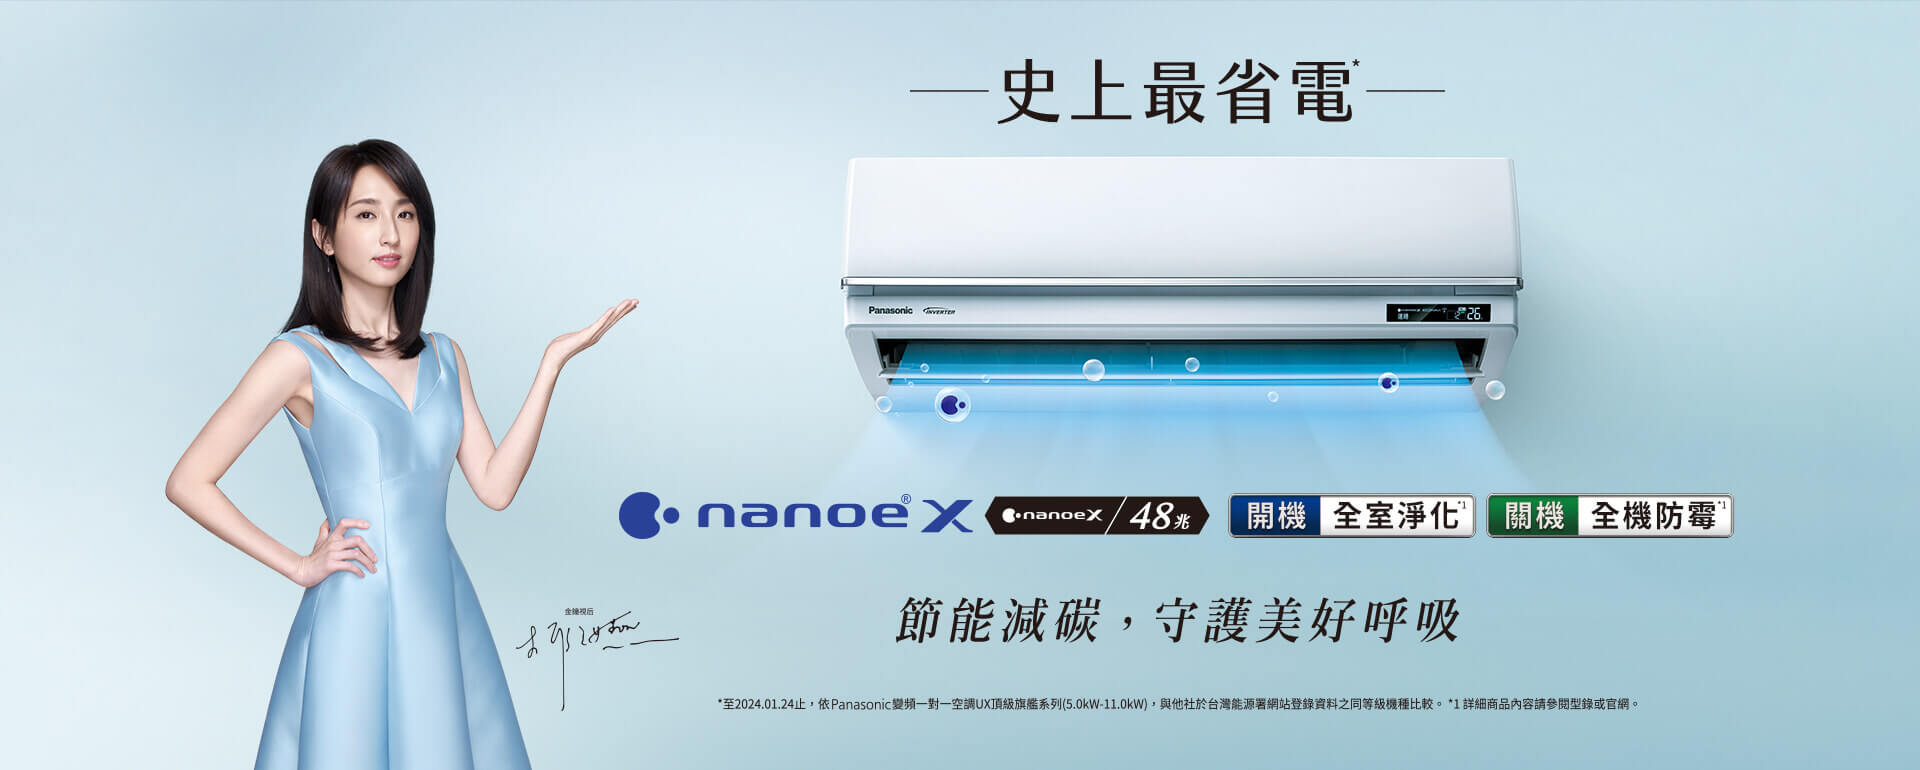 史上最省電*
Panasonic INVERTER
26
nanoe® X
nanoe X / 48兆
開機 全室淨化*1
關機 全機防霉*1
金鐘視后
節能減碳，守護美好呼吸
*至2024.01.24止，依Panasonic變頻一對一空調UX頂級旗艦系列(5.0kW-11.0kW)，與他社於台灣能源署網站登錄資料之同等級機種比較。 *1 詳細商品內容請參閱型錄或官網。